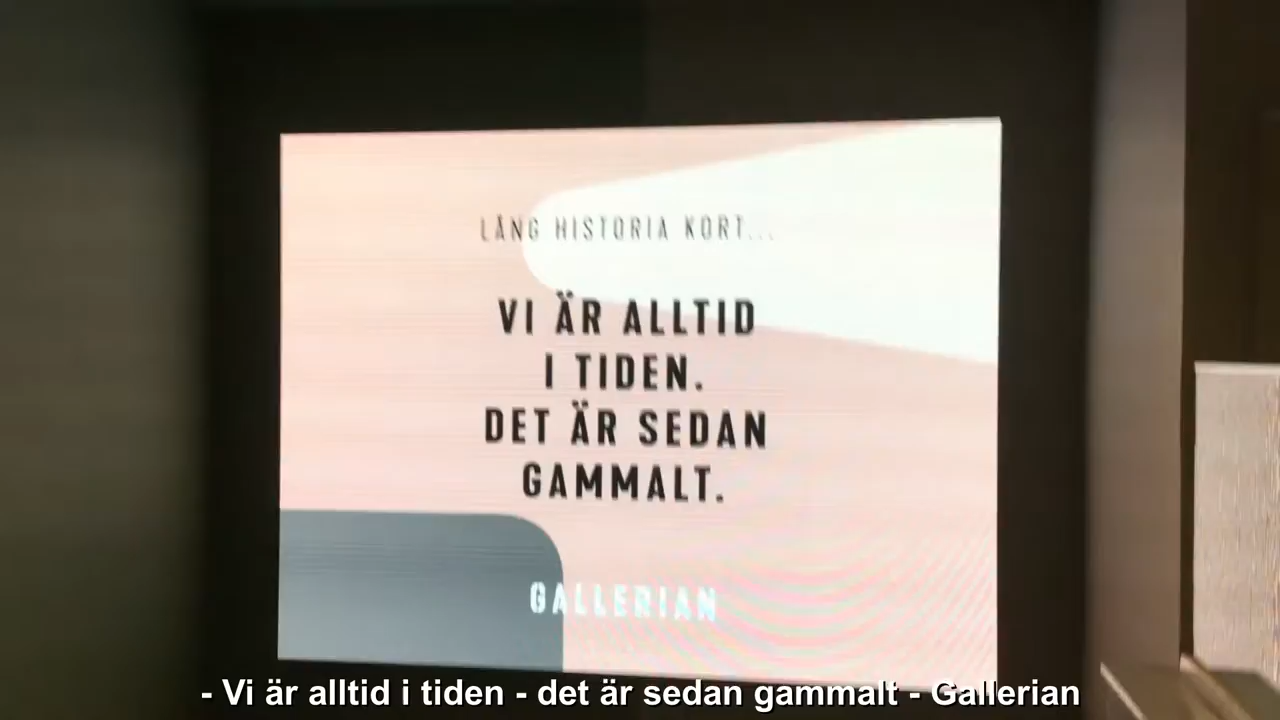 LÅNG HISTORIA KORT...
VI ÄR ALLTID
I TIDEN.
DET ÄR SEDAN
GAMMALT.
GALLERIAN
- Vi är alltid i tiden - det är sedan gammalt - Gallerian